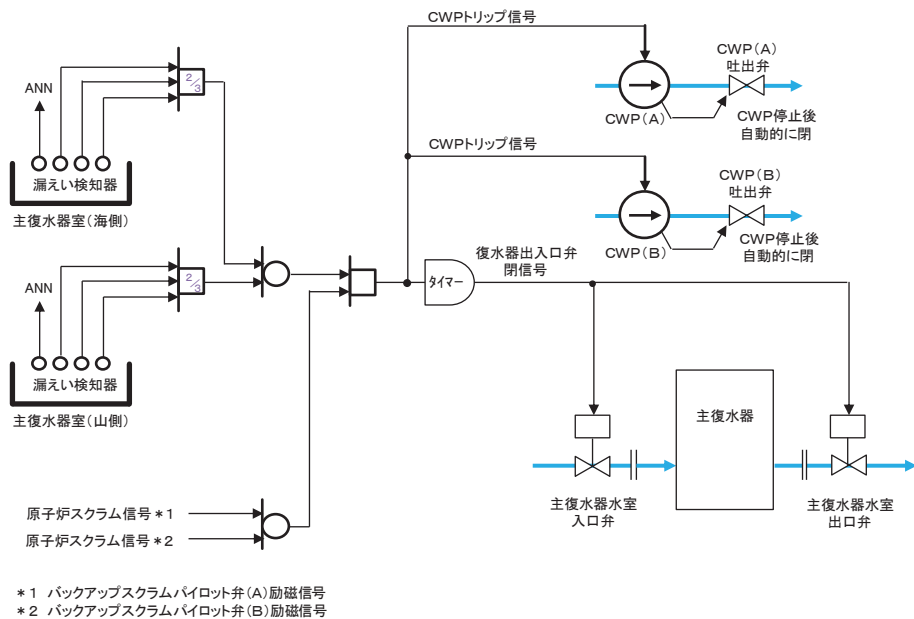 CWPトリップ信号
CWP(A)
吐出弁
2/3
ANN
CWP(A)
CWP停止後
自動的に閉
漏えい検知器
主復水器室(海側)
CWPトリップ信号
CWP(B)
吐出弁
CWP(B)
CWP停止後
自動的に閉
復水器出入口弁
閉信号
2/3
ANN
タイマー
漏えい検知器
主復水器室(山側)
主復水器
主復水器水室
入口弁
主復水器水室
出口弁
原子炉スクラム信号*1
原子炉スクラム信号*2
*1 バックアップスクラムパイロット弁(A)励磁信号
*2 バックアップスクラムパイロット弁(B)励磁信号